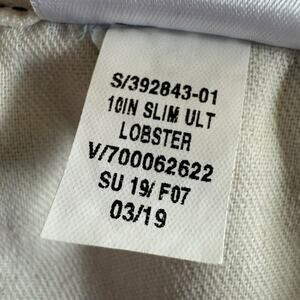 S/392843-01
10IN SLIM ULT
LOBSTER
V/700062622
SU 19/ F07
03/19